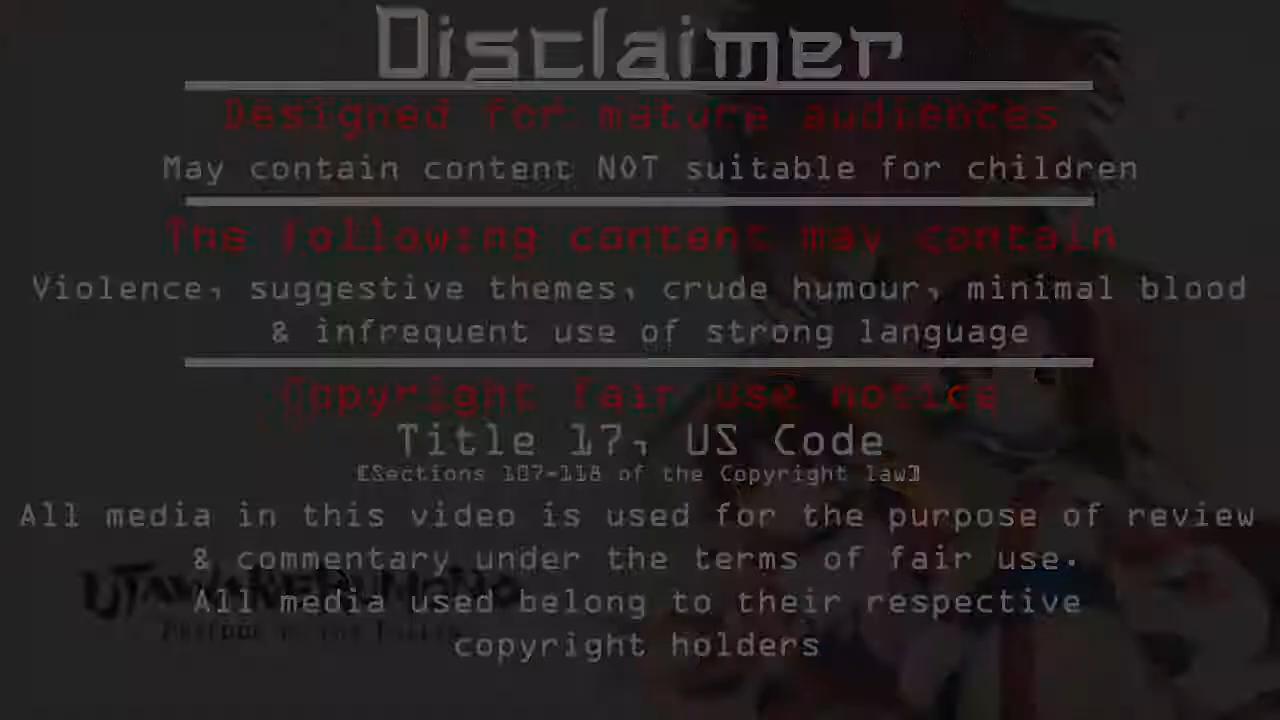 Disclaimer
Designed for mature audiences
May contain content NOT suitable for children
The following content may contain
Violence, suggestive themes, crude humour, minimal blood
& infrequent use of strong language
Copyright fair use notice
Title 17, US Code
[Sections 107-118 of the Copyright law]
All media in this video is used for the purpose of review
& commentary under the terms of fair use.
UTAWARERUMONO
All media used belong to their respective
copyright holders